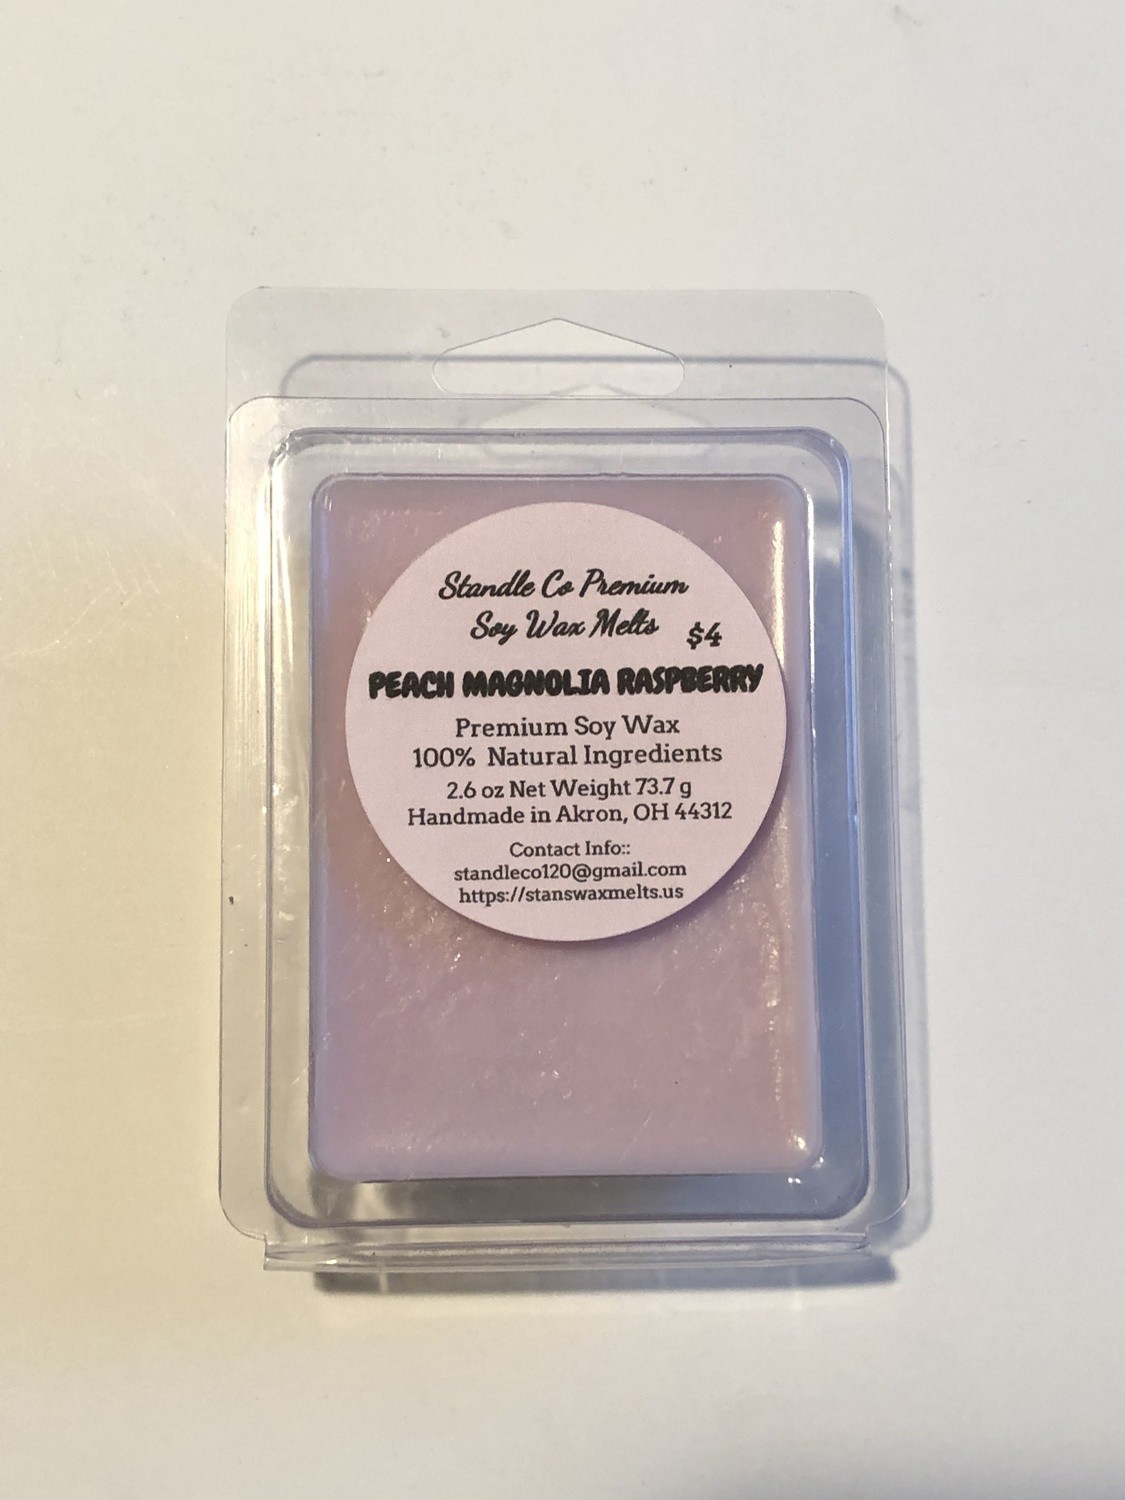 Standle Co Premium
Soy Wax Melts $4
PEACH MAGNOLIA RASPBERRY
Premium Soy Wax
100% Natural Ingredients
2.6 oz Net Weight 73.7 g
Handmade in Akron, OH 44312
Contact Info::
standleco120@gmail.com
https://stanswaxmelts.us